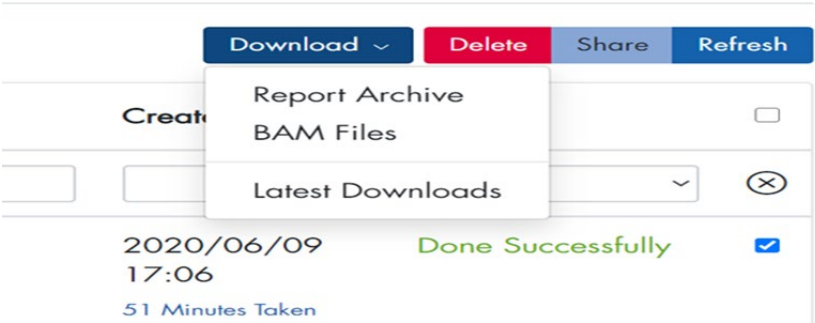 Download Delete Share Refresh
Report Archive
Create
BAM Files
Latest Downloads
2020/06/09 Done Successfully
17:06
51 Minutes Taken